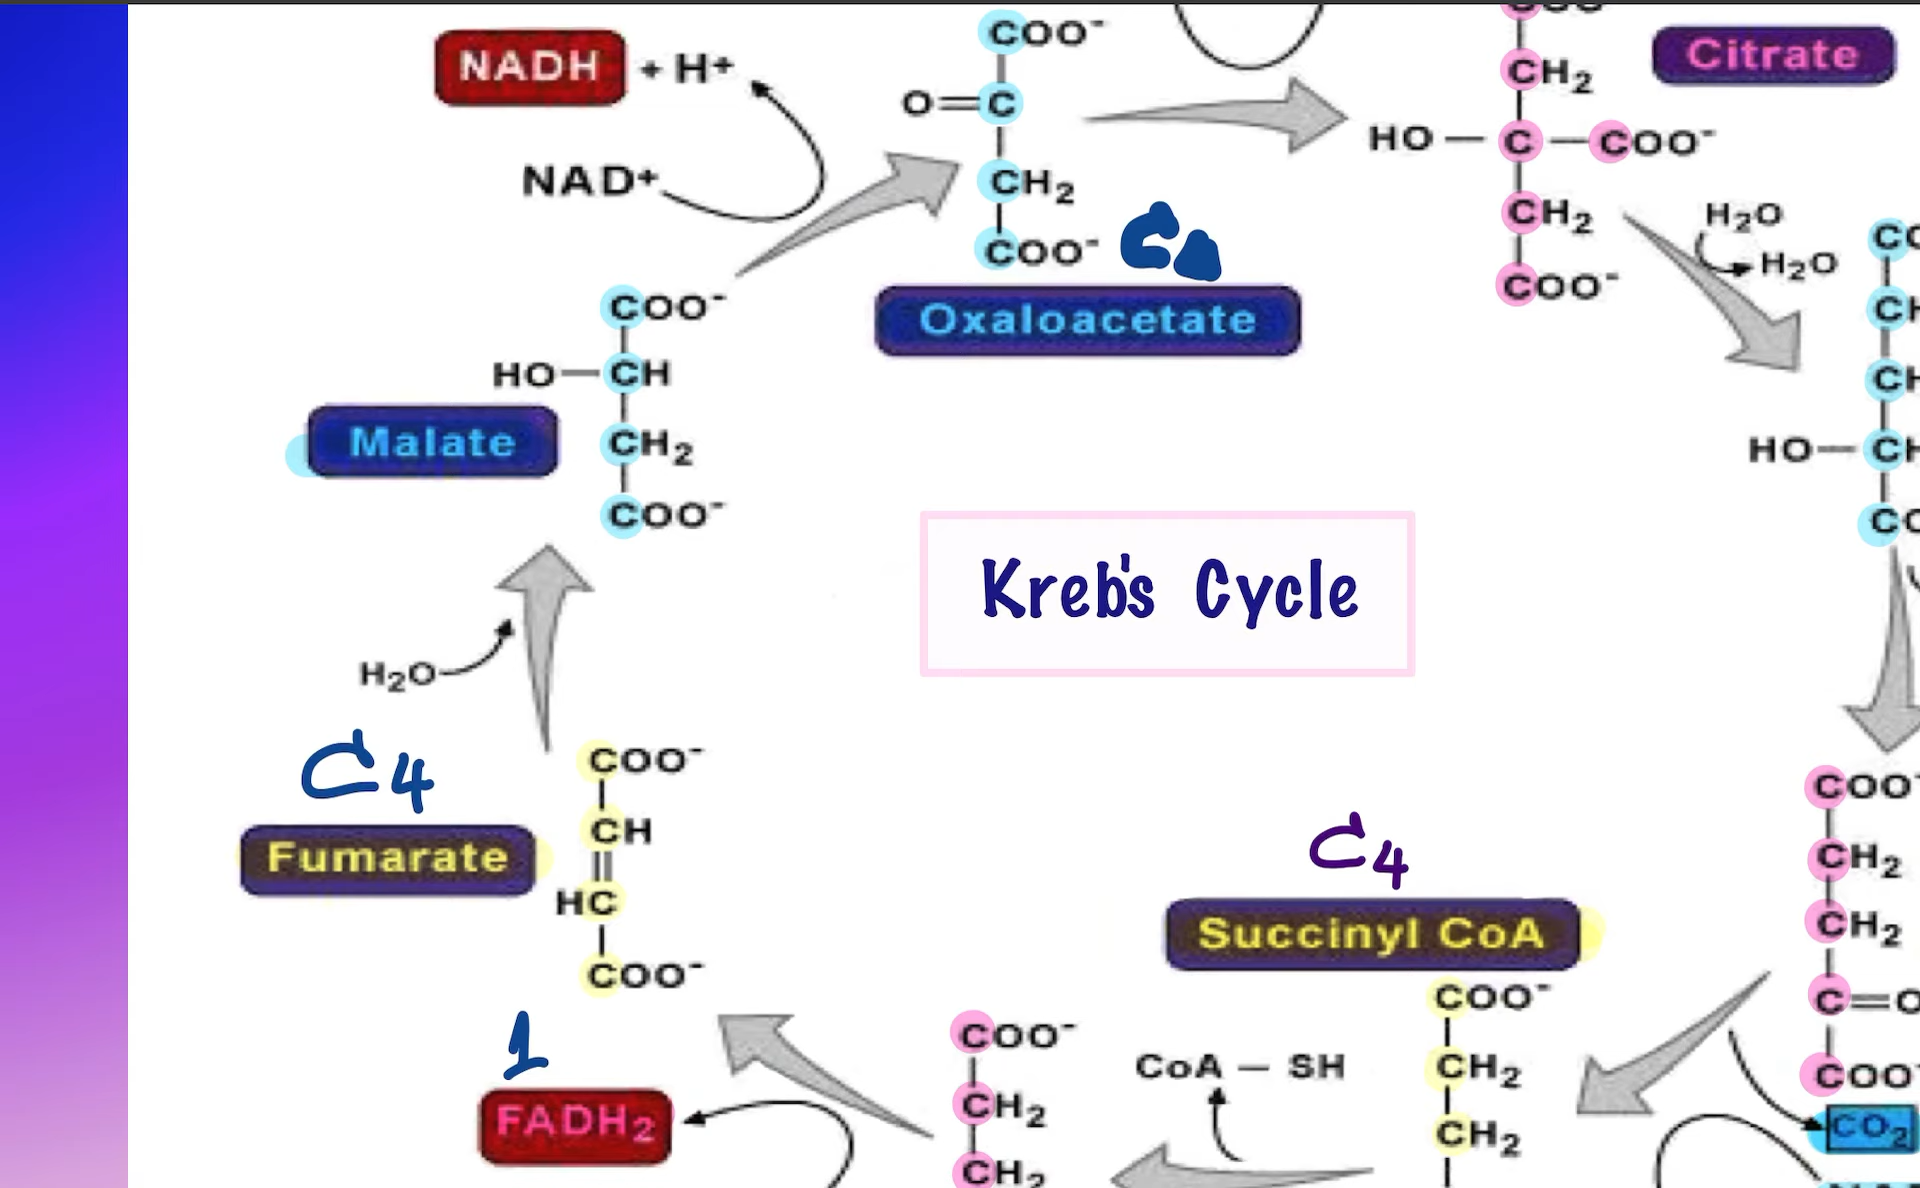 NADH + H+
NAD+
COO-
O=C
CH2
COO-
C4
Oxaloacetate
Citrate
CH2
HO — C — COO-
CH2
COO-
H2O
H2O
HO—
COO-
HO—CH
CH2
COO-
Malate
Kreb's Cycle
H2O
C4
Fumarate
COO-
CH
HC
COO-
1
FADH2
C4
Succinyl CoA
COO-
CH2
CH2
CoA — SH
COO-
CH2
CH2
COO-
CH2
CH2
C=O
COO-
CO2